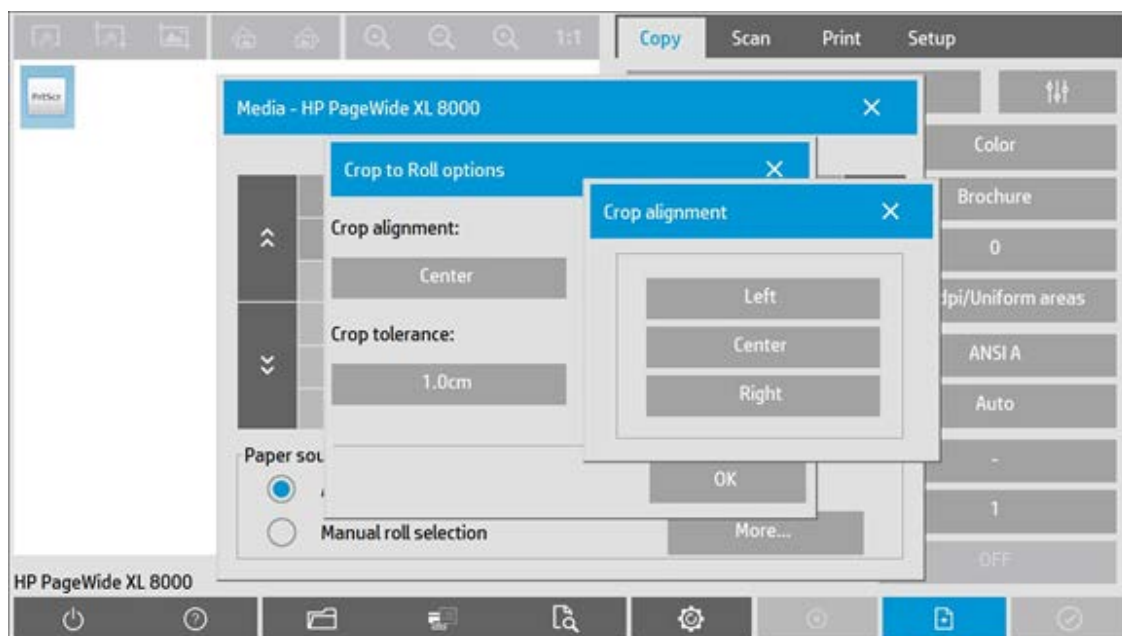 1:1
Copy
Scan
Print
Setup
PrtScr
Media - HP PageWide XL 8000
Crop to Roll options
Crop alignment
Crop alignment:
Center
Crop tolerance:
1.0cm
Left
Center
Right
OK
Paper
Manual roll selection
More...
Color
Brochure
0
dpi/Uniform areas
ANSI A
Auto
-
1
OFF
HP PageWide XL 8000